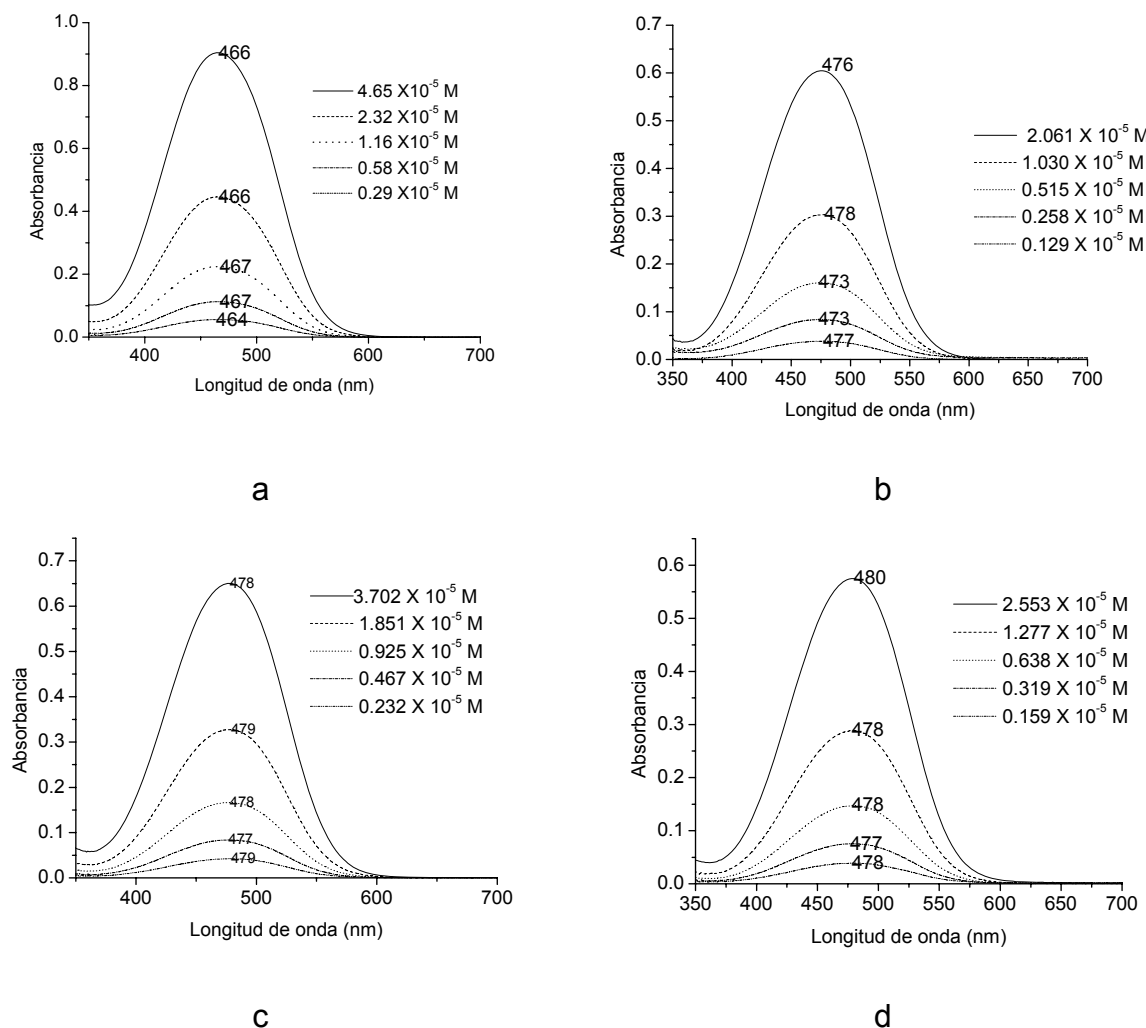 1.0
0.8
0.6
0.4
0.2
0.0
Absorbancia
466
466
467
467
464
4.65 X10⁻⁵ M
2.32 X10⁻⁵ M
1.16 X10⁻⁵ M
0.58 X10⁻⁵ M
0.29 X10⁻⁵ M
400 500 600 700
Longitud de onda (nm)
a
0.7
0.6
0.5
0.4
0.3
0.2
0.1
0.0
Absorbancia
476
478
473
473
477
2.061 X 10⁻⁵ M
1.030 X 10⁻⁵ M
0.515 X 10⁻⁵ M
0.258 X 10⁻⁵ M
0.129 X 10⁻⁵ M
350 400 450 500 550 600 650 700
Longitud de onda (nm)
b
0.7
0.6
0.5
0.4
0.3
0.2
0.1
0.0
Absorbancia
478
479
478
477
479
3.702 X 10⁻⁵ M
1.851 X 10⁻⁵ M
0.925 X 10⁻⁵ M
0.467 X 10⁻⁵ M
0.232 X 10⁻⁵ M
400 500 600 700
Longitud de onda (nm)
c
0.6
0.5
0.4
0.3
0.2
0.1
0.0
Absorbancia
480
478
478
477
478
2.553 X 10⁻⁵ M
1.277 X 10⁻⁵ M
0.638 X 10⁻⁵ M
0.319 X 10⁻⁵ M
0.159 X 10⁻⁵ M
350 400 450 500 550 600 650 700
Longitud de onda (nm)
d